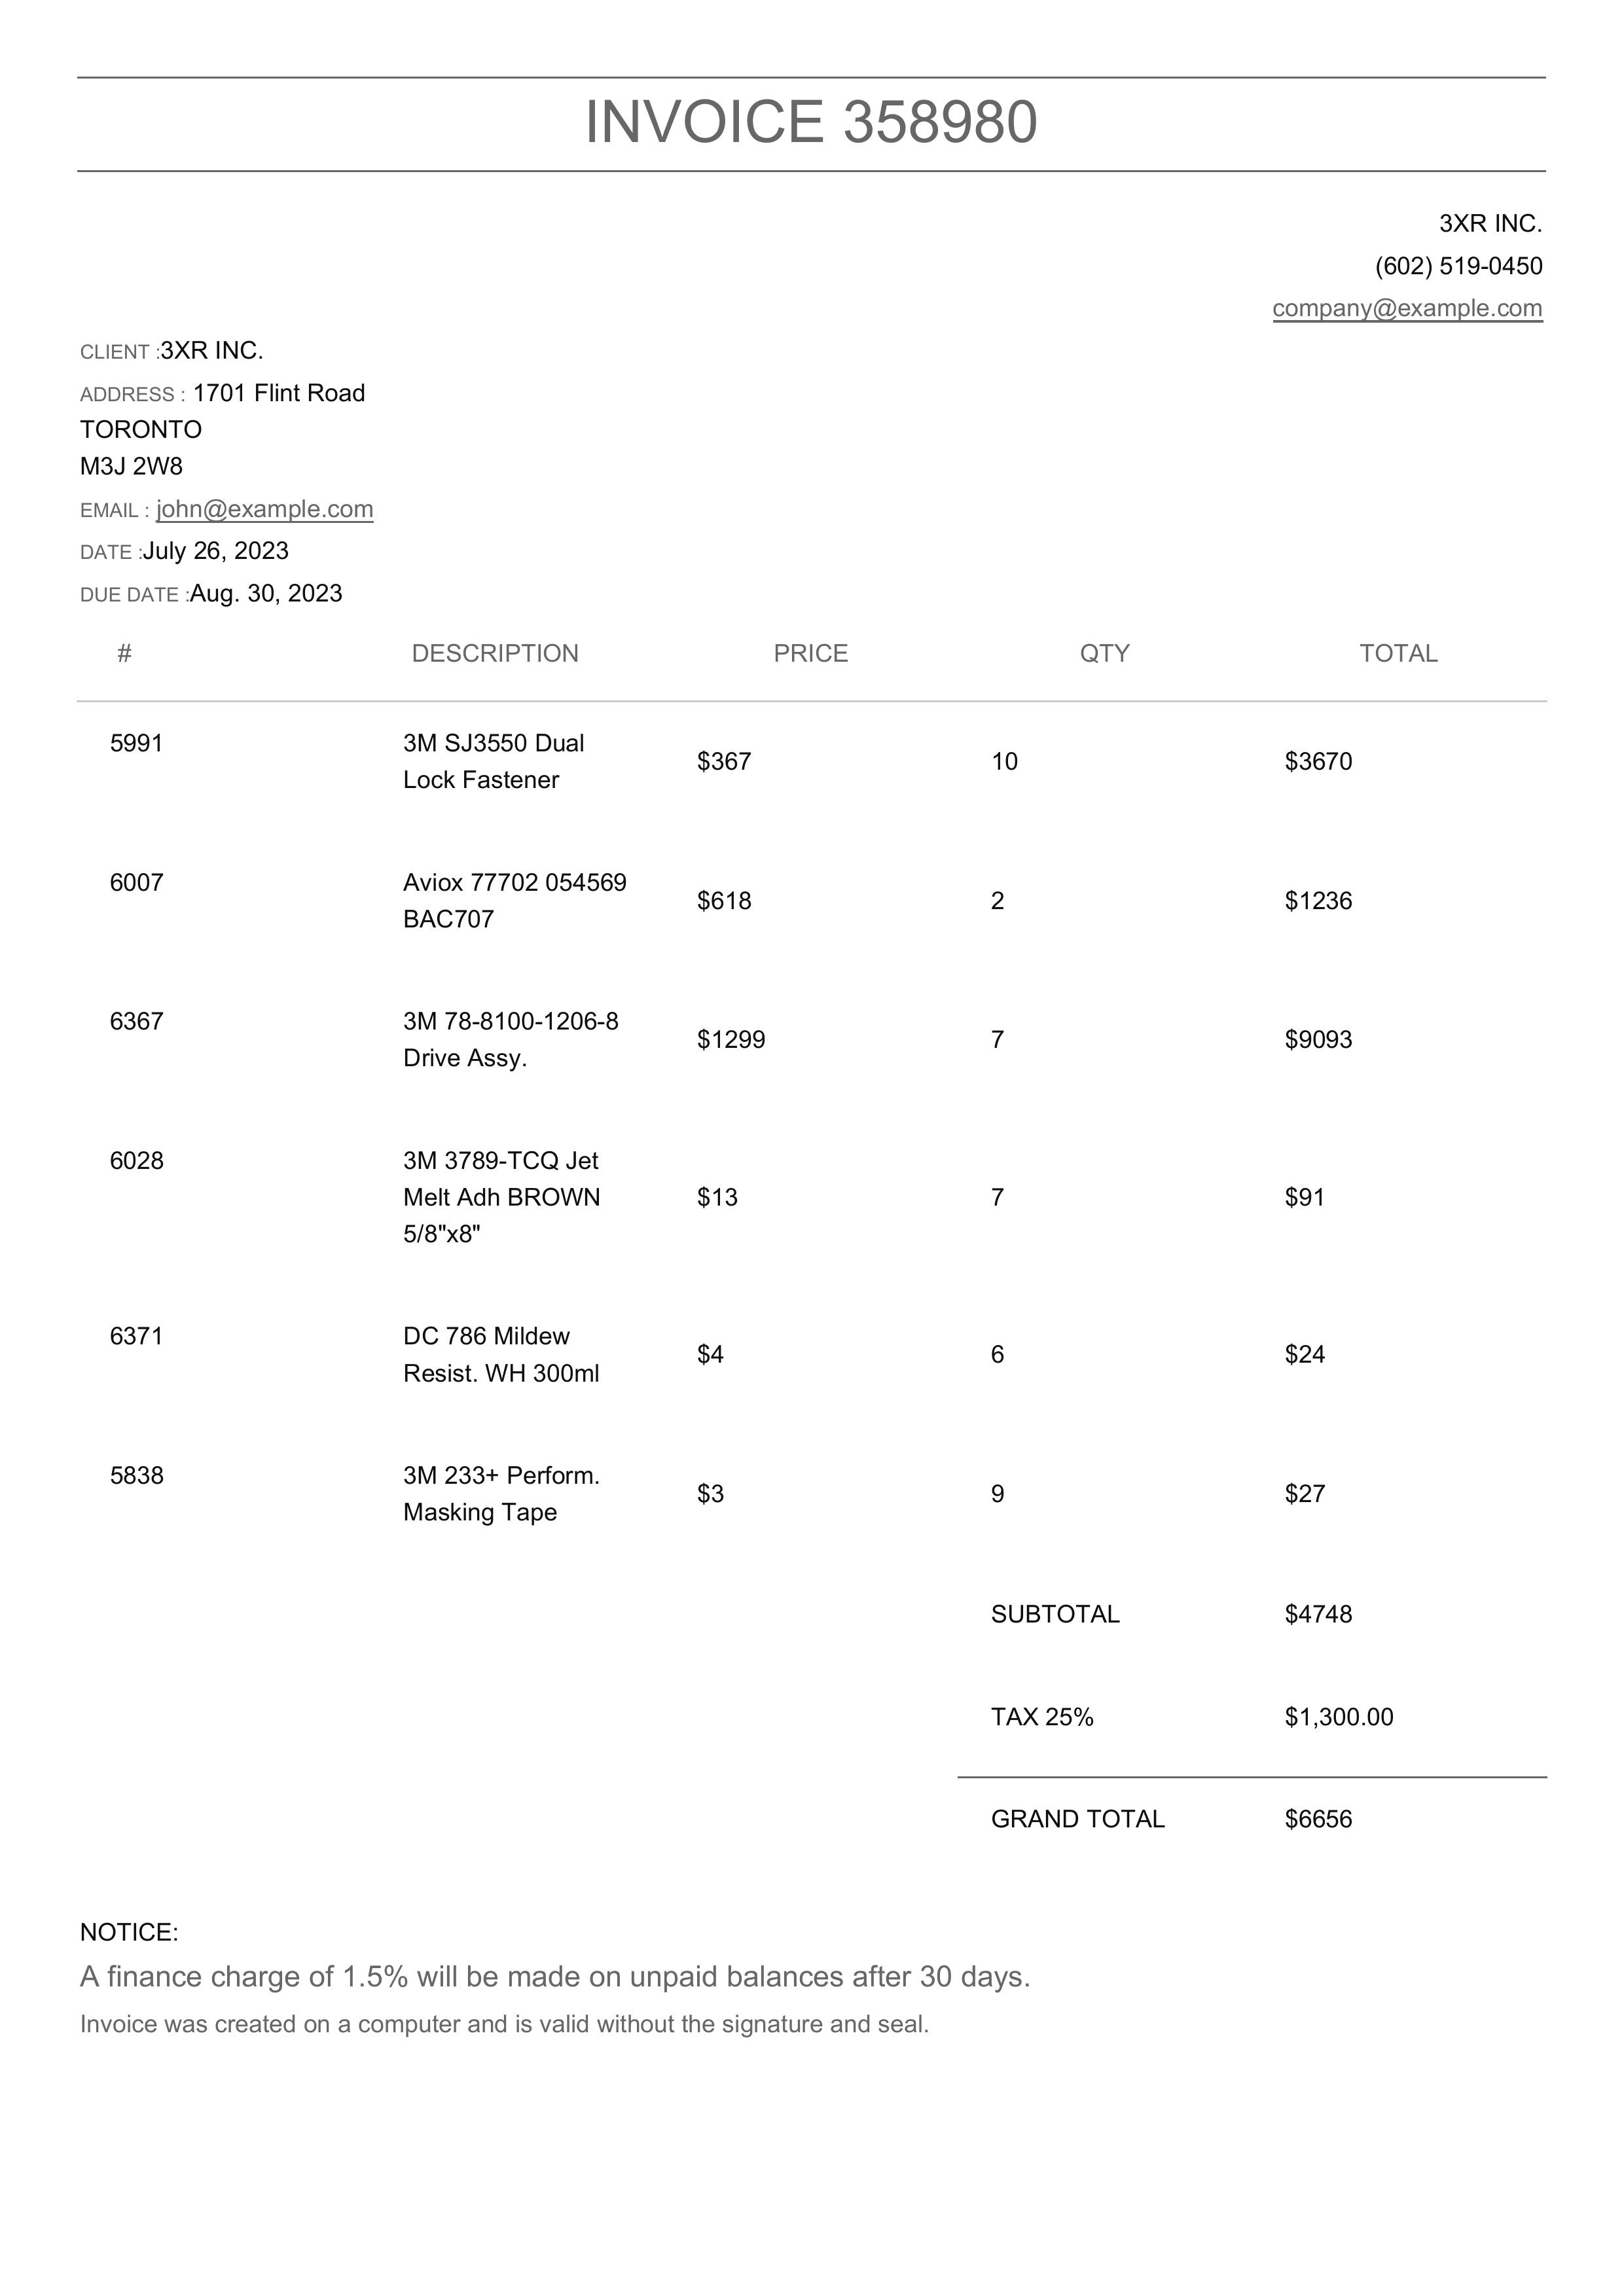 INVOICE 358980
3XR INC.
(602) 519-0450
company@example.com
CLIENT :3XR INC.
ADDRESS : 1701 Flint Road
TORONTO
M3J 2W8
EMAIL : john@example.com
DATE :July 26, 2023
DUE DATE :Aug. 30, 2023
# DESCRIPTION PRICE QTY TOTAL
5991 3M SJ3550 Dual
Lock Fastener $367 10 $3670
6007 Aviox 77702 054569
BAC707 $618 2 $1236
6367 3M 78-8100-1206-8
Drive Assy. $1299 7 $9093
6028 3M 3789-TCQ Jet
Melt Adh BROWN $13 7 $91
5/8"x8"
6371 DC 786 Mildew
Resist. WH 300ml $4 6 $24
5838 3M 233+ Perform.
Masking Tape $3 9 $27
SUBTOTAL $4748
TAX 25% $1,300.00
GRAND TOTAL $6656
NOTICE:
A finance charge of 1.5% will be made on unpaid balances after 30 days.
Invoice was created on a computer and is valid without the signature and seal.